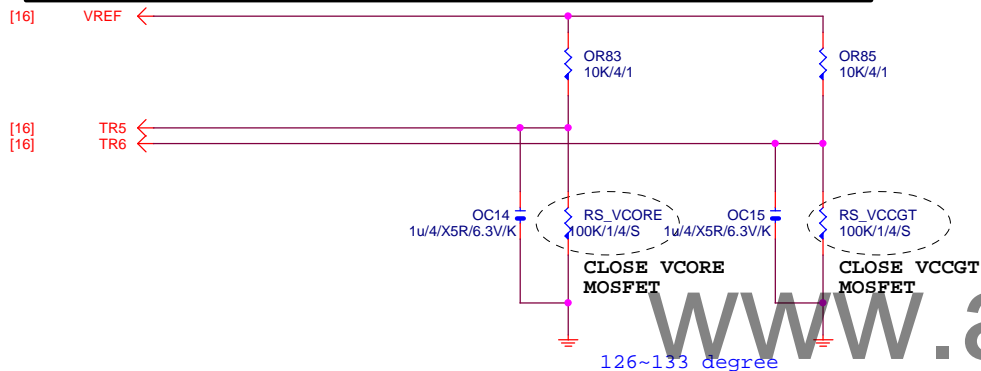 [16] VREF
OR83
10K/4/1
OR85
10K/4/1
[16] TR5
[16] TR6
OC14
1u/4/X5R/6.3V/K
RS_VCORE
100K/1/4/S
OC15
1u/4/X5R/6.3V/K
RS_VCCGT
100K/1/4/S
CLOSE VCORE
MOSFET
CLOSE VCCGT
MOSFET
www.a
126~133 degree